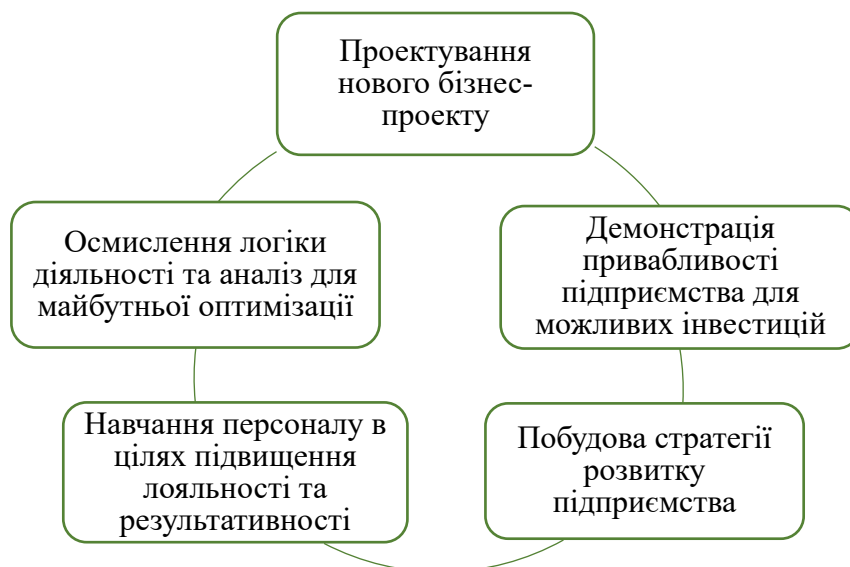 Проектування
нового бізнес-
проекту
Осмислення логіки
діяльності та аналіз для
майбутньої оптимізації
Демонстрація
привабливості
підприємства для
можливих інвестицій
Навчання персоналу в
цілях підвищення
лояльності та
результативності
Побудова стратегії
розвитку
підприємства